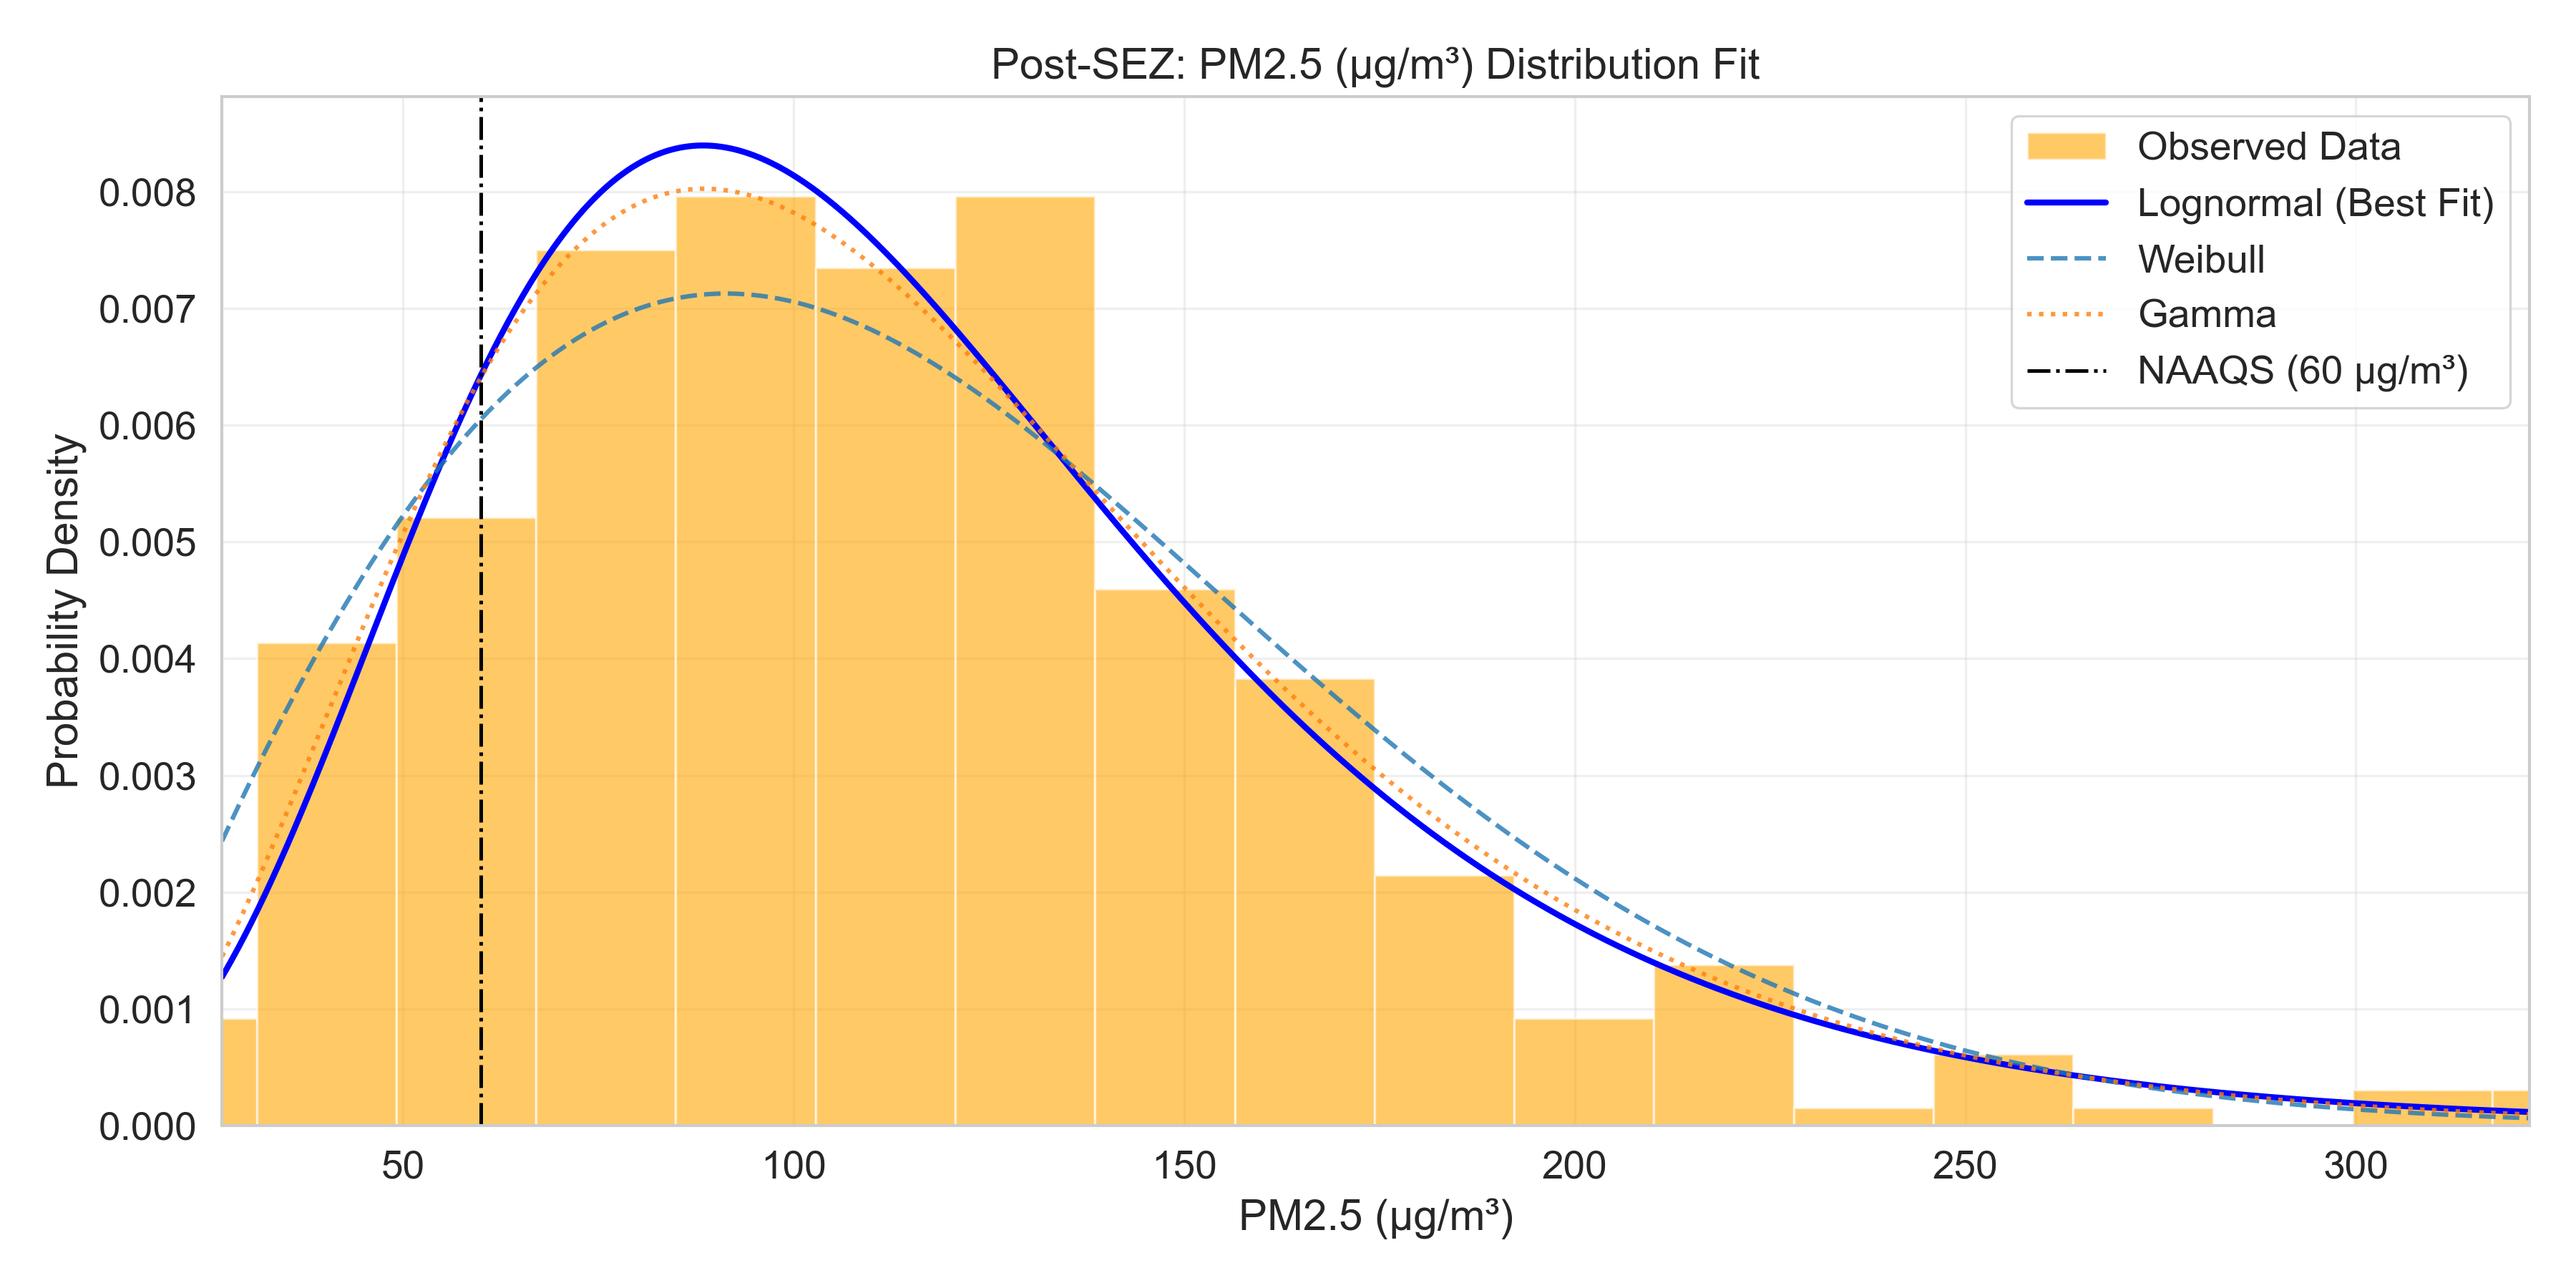 Post-SEZ: PM2.5 (µg/m³) Distribution Fit
Observed Data
Lognormal (Best Fit)
Weibull
Gamma
NAAQS (60 µg/m³)
Probability Density
0.008
0.007
0.006
0.005
0.004
0.003
0.002
0.001
0.000
50 100 150 200 250 300
PM2.5 (µg/m³)